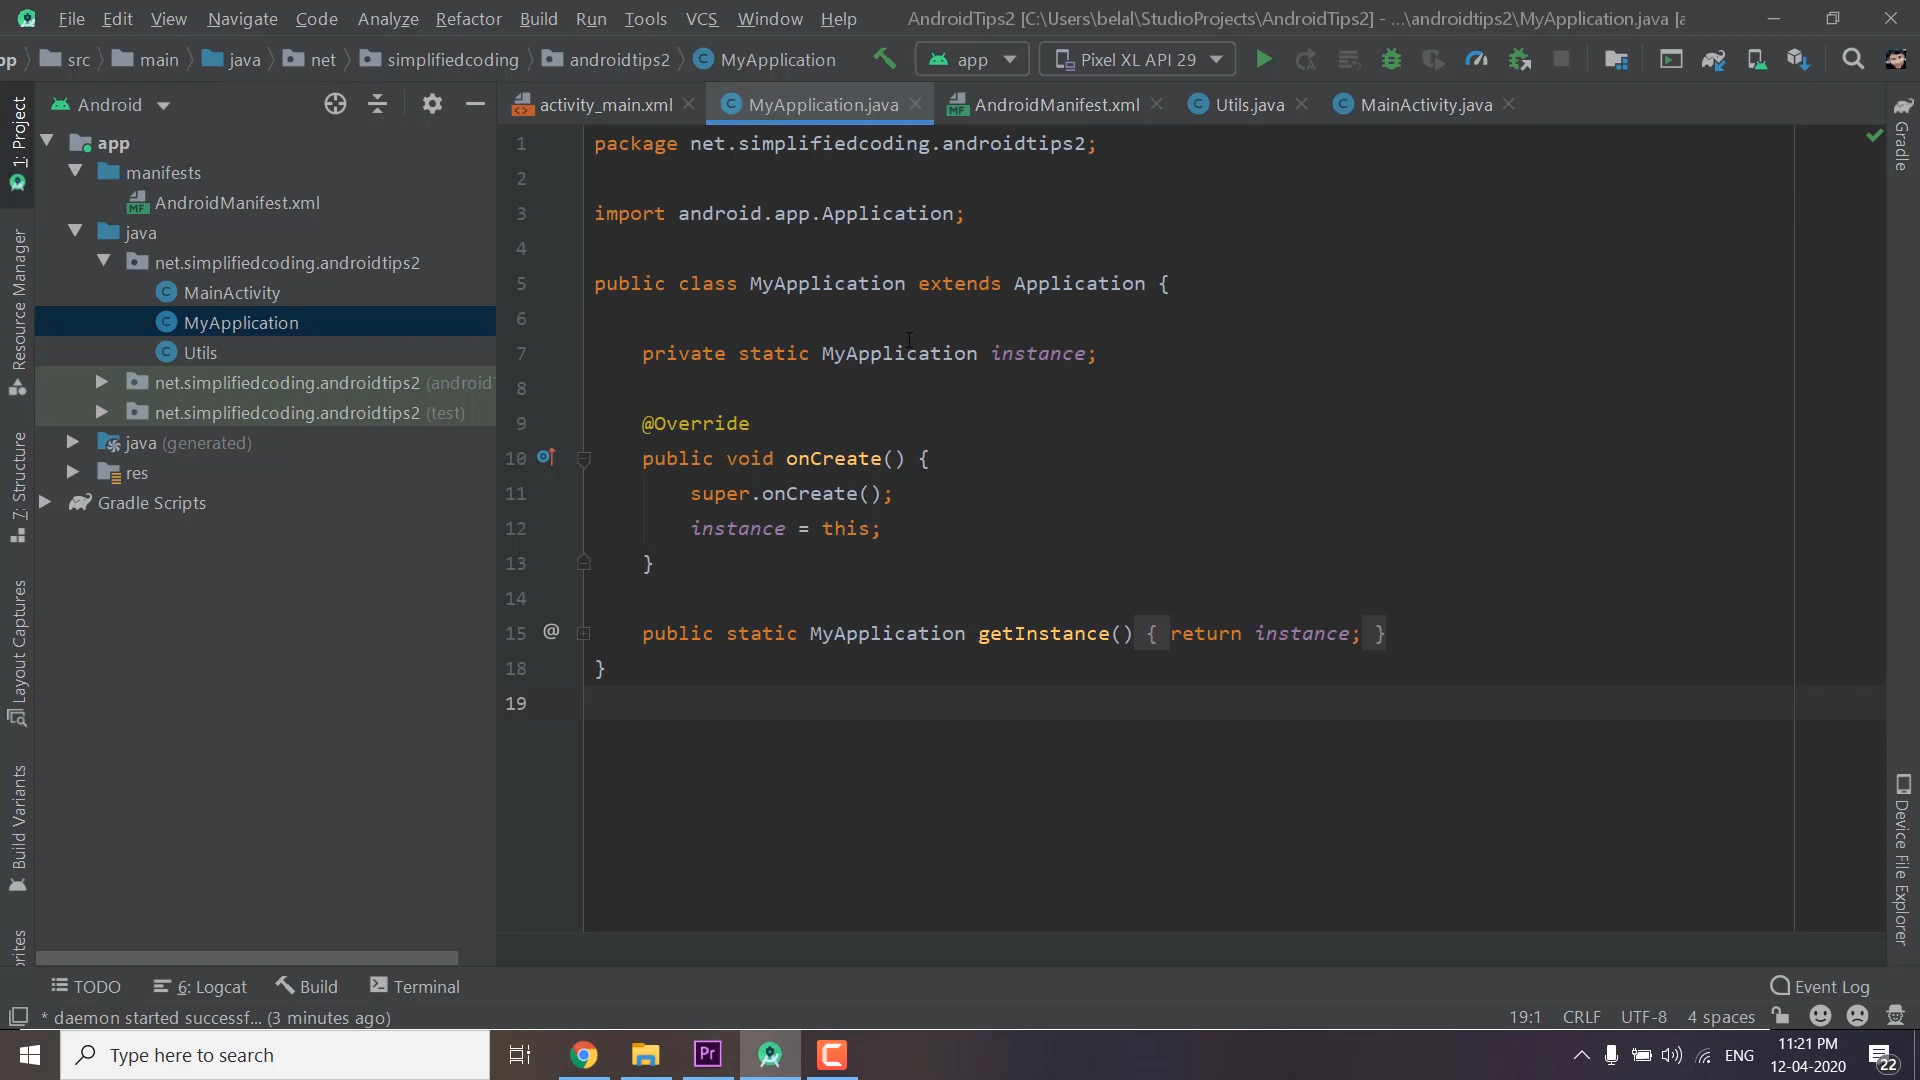 File Edit View Navigate Code Analyze Refactor Build Run Tools VCS Window Help AndroidTips2 [C:\Users\belal\StudioProjects\AndroidTips2] - ...\androidtips2\MyApplication.java [a
pp src main java net simplifiedcoding androidtips2 MyApplication app Pixel XL API 29
Android
activity_main.xml MyApplication.java AndroidManifest.xml Utils.java MainActivity.java
1: Project
Resource Manager
Z: Structure
Layout Captures
Build Variants
orites
app
manifests
AndroidManifest.xml
java
net.simplifiedcoding.androidtips2
MainActivity
MyApplication
Utils
net.simplifiedcoding.androidtips2 (android
net.simplifiedcoding.androidtips2 (test)
java (generated)
res
Gradle Scripts
1 package net.simplifiedcoding.androidtips2;
2
3 import android.app.Application;
4
5 public class MyApplication extends Application {
6
7 private static MyApplication instance;
8
9 @Override
10 public void onCreate() {
11 super.onCreate();
12 instance = this;
13 }
14
15 @ public static MyApplication getInstance() { return instance; }
18 }
19
Gradle
Device File Explorer
TODO 6: Logcat Build Terminal Event Log
* daemon started successf... (3 minutes ago) 19:1 CRLF UTF-8 4 spaces
Type here to search Pr ENG 11:21 PM
12-04-2020 22